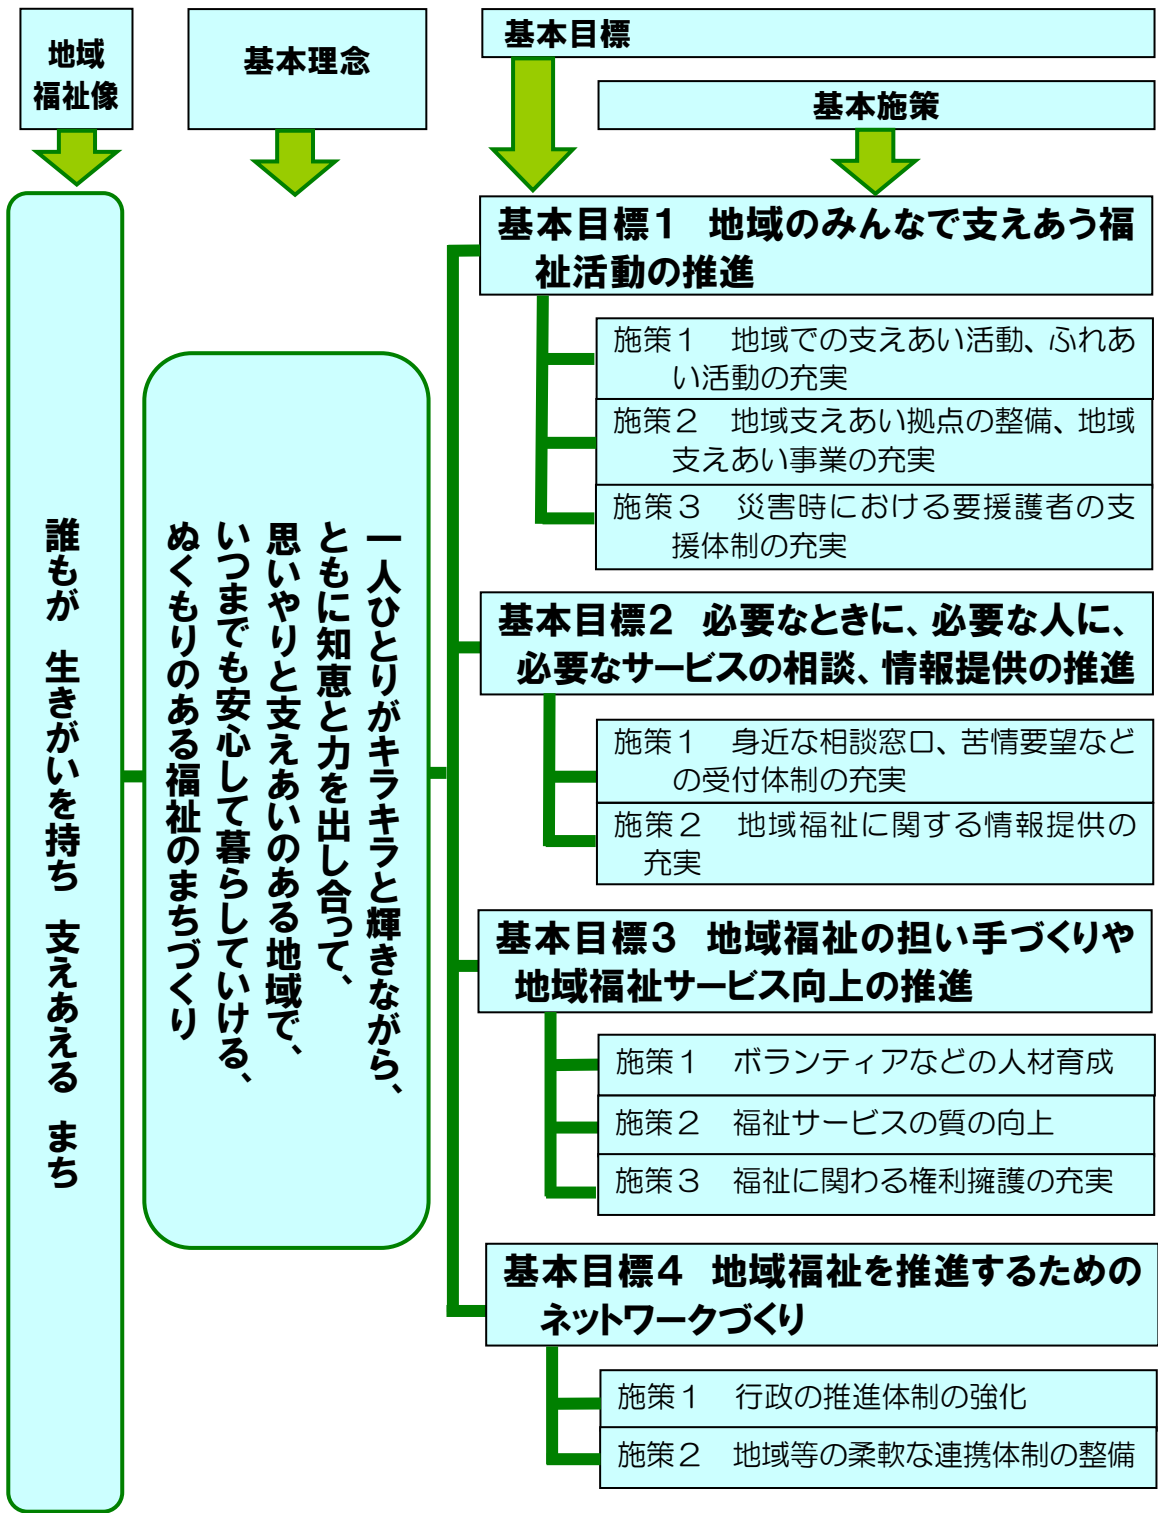 地域
福祉像
基本理念
基本目標
基本施策
誰もが　生きがいを持ち　支えあえる　まち
一人ひとりがキラキラと輝きながら、
ともに知恵と力を出し合って、
思いやりと支えあいのある地域で、
いつまでも安心して暮らしていける、
ぬくもりのある福祉のまちづくり
基本目標１　地域のみんなで支えあう福
祉活動の推進
施策１　地域での支えあい活動、ふれあ
い活動の充実
施策２　地域支えあい拠点の整備、地域
支えあい事業の充実
施策３　災害時における要援護者の支
援体制の充実
基本目標２　必要なときに、必要な人に、
必要なサービスの相談、情報提供の推進
施策１　身近な相談窓口、苦情要望など
の受付体制の充実
施策２　地域福祉に関する情報提供の
充実
基本目標３　地域福祉の担い手づくりや
地域福祉サービス向上の推進
施策１　ボランティアなどの人材育成
施策２　福祉サービスの質の向上
施策３　福祉に関わる権利擁護の充実
基本目標４　地域福祉を推進するための
ネットワークづくり
施策１　行政の推進体制の強化
施策２　地域等の柔軟な連携体制の整備